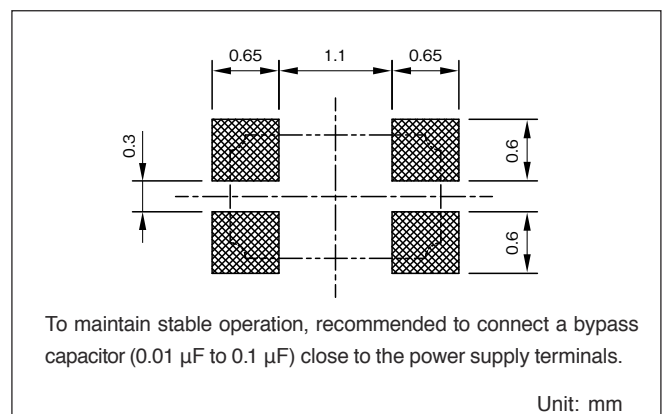 0.65 1.1 0.65
0.3
0.6
0.6
To maintain stable operation, recommended to connect a bypass
capacitor (0.01 µF to 0.1 µF) close to the power supply terminals.
Unit: mm